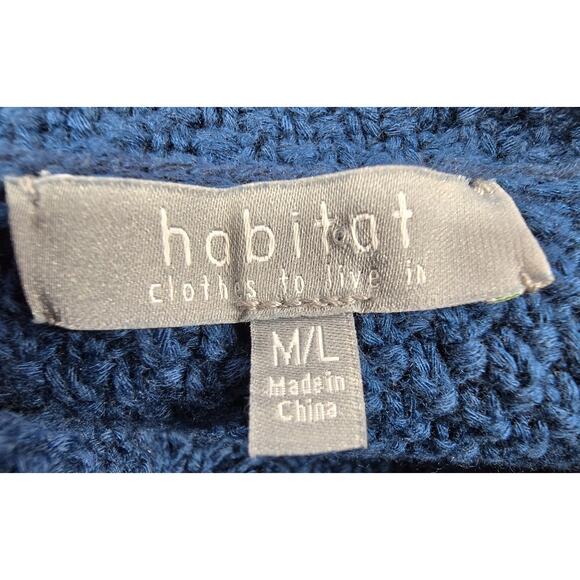 habitat
clothes to live in
M/L
Made in
China